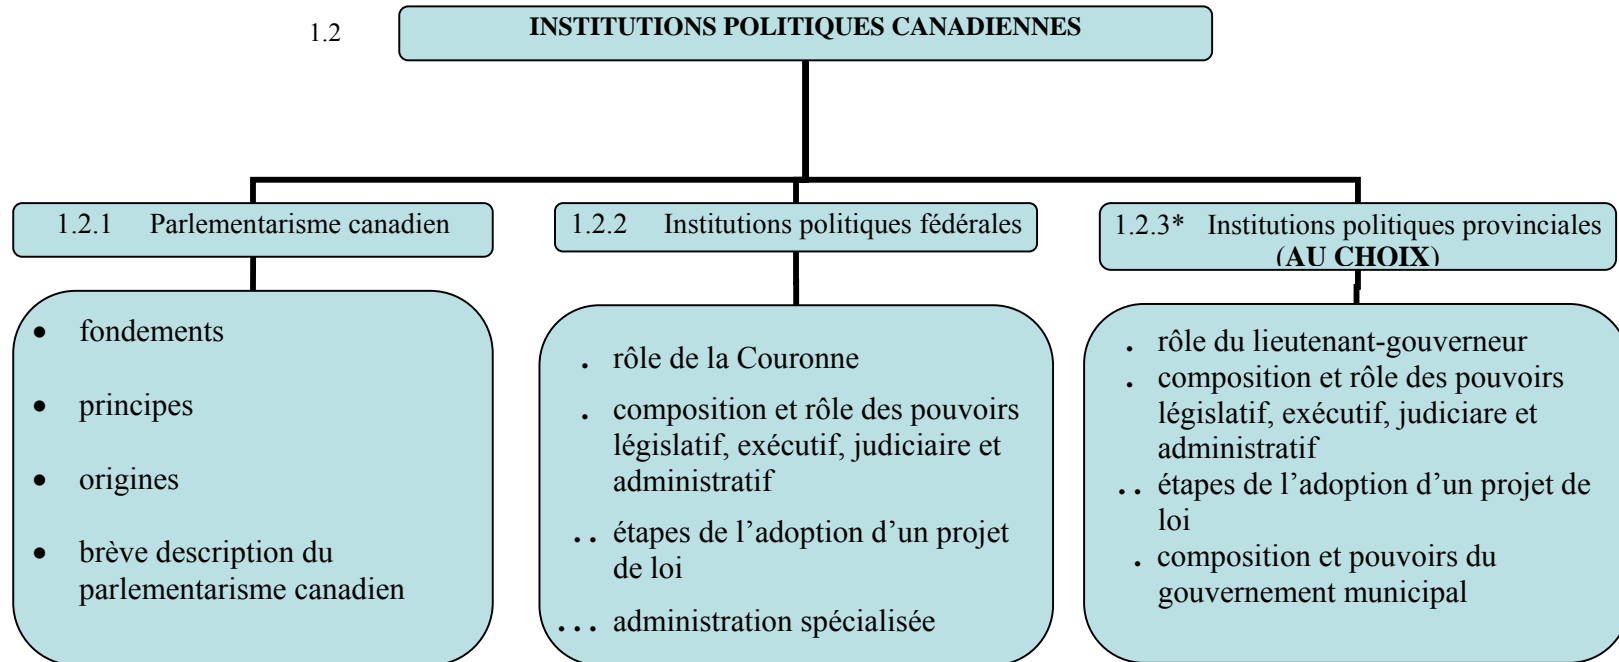 1.2
INSTITUTIONS POLITIQUES CANADIENNES
1.2.1 Parlementarisme canadien
• fondements
• principes
• origines
• brève description du
parlementarisme canadien
1.2.2 Institutions politiques fédérales
. rôle de la Couronne
. composition et rôle des pouvoirs
législatif, exécutif, judiciaire et
administratif
. . étapes de l’adoption d’un projet
de loi
. . . administration spécialisée
1.2.3* Institutions politiques provinciales
(AU CHOIX)
. rôle du lieutenant-gouverneur
. composition et rôle des pouvoirs
législatif, exécutif, judiciare et
administratif
. . étapes de l’adoption d’un projet de
loi
. composition et pouvoirs du
gouvernement municipal